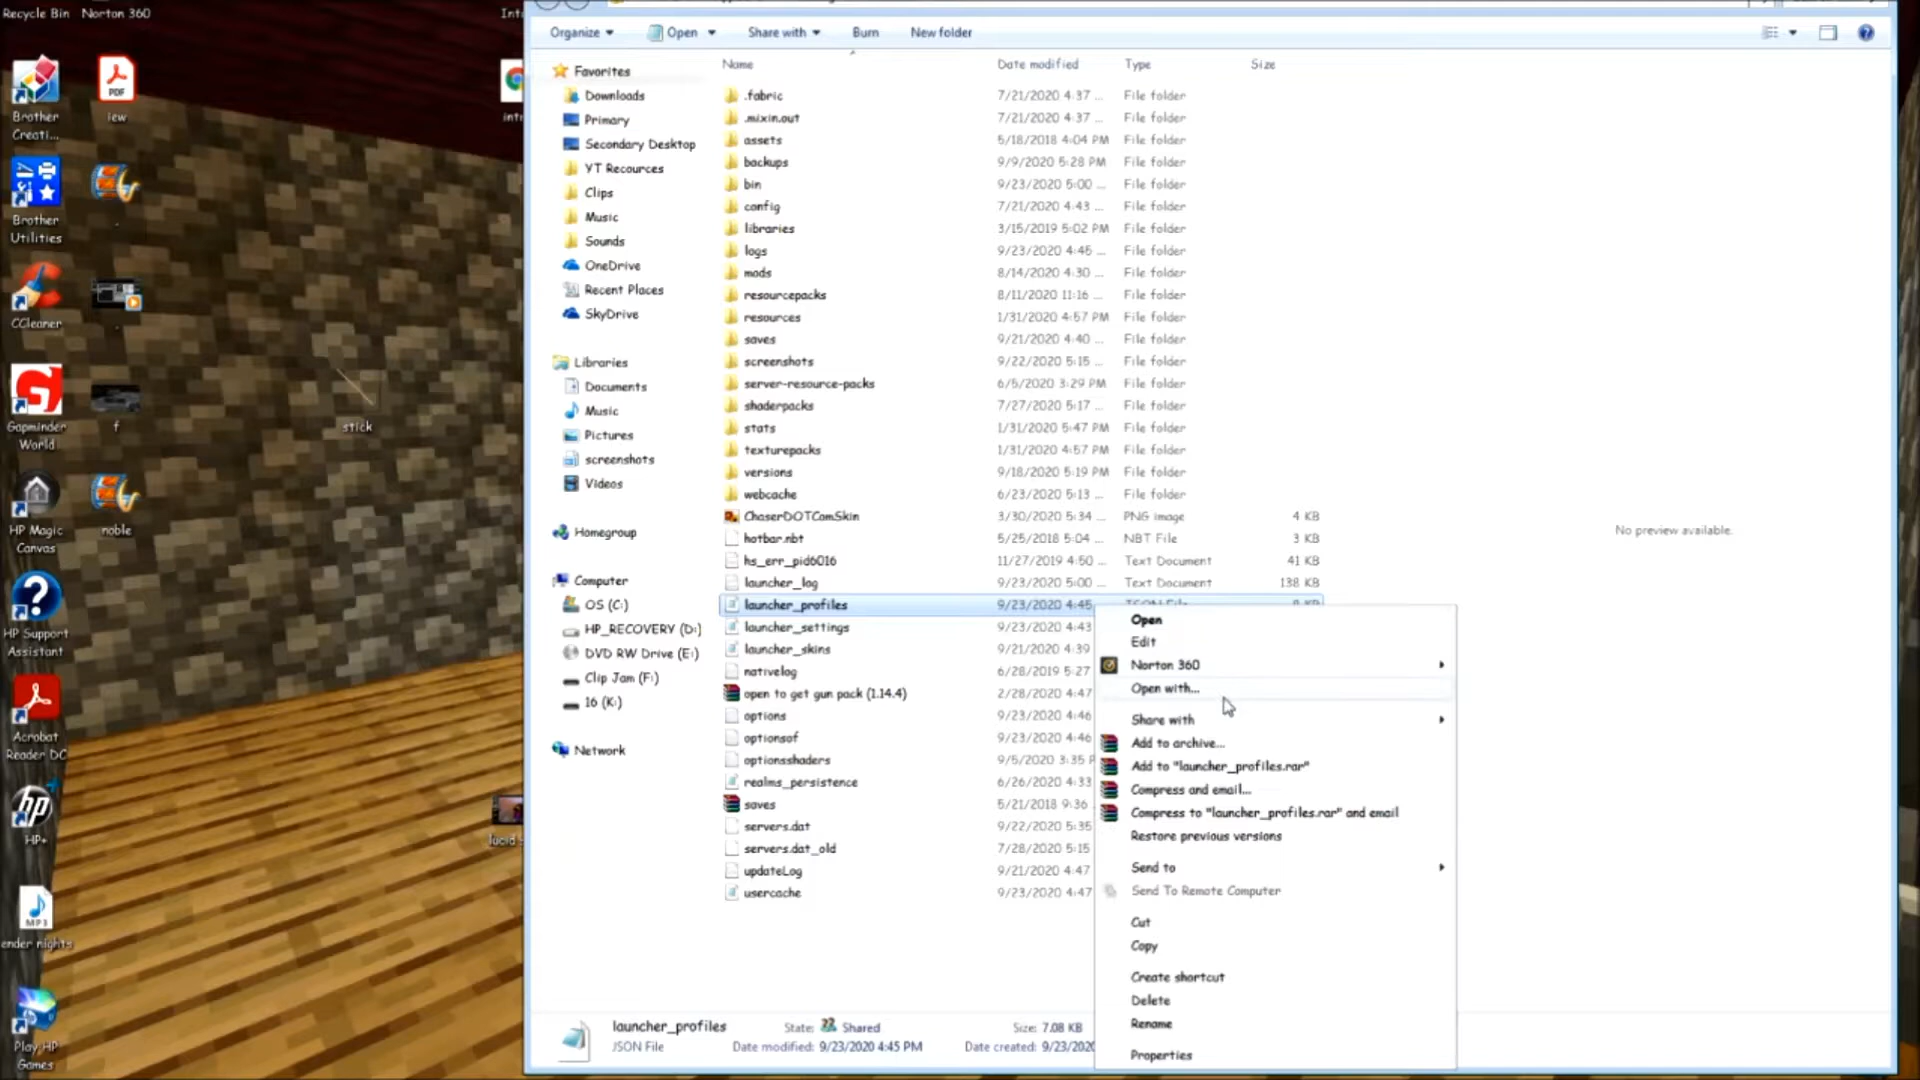 Recycle Bin
Norton 360
Brother Creati...
iew
Brother Utilities
.
CCleaner
.
Gapminder World
f
stick
HP Magic Canvas
noble
HP Support Assistant
Acrobat Reader DC
HP+
lucid
ender nights
Play HP Games
Organize
Open
Share with
Burn
New folder
Favorites
Downloads
Primary
Secondary Desktop
YT Recources
Clips
Music
Sounds
OneDrive
Recent Places
SkyDrive
Libraries
Documents
Music
Pictures
screenshots
Videos
Homegroup
Computer
OS (C:)
HP_RECOVERY (D:)
DVD RW Drive (E:)
Clip Jam (F:)
16 (K:)
Network
Name Date modified Type Size
.fabric 7/21/2020 4:37 ... File folder
.mixin.out 7/21/2020 4:37 ... File folder
assets 5/18/2018 4:04 PM File folder
backups 9/9/2020 5:28 PM File folder
bin 9/23/2020 5:00 ... File folder
config 7/21/2020 4:43 ... File folder
libraries 3/15/2019 5:02 PM File folder
logs 9/23/2020 4:45 ... File folder
mods 8/14/2020 4:30 ... File folder
resourcepacks 8/11/2020 11:16 ... File folder
resources 1/31/2020 4:57 PM File folder
saves 9/21/2020 4:40 ... File folder
screenshots 9/22/2020 5:15 ... File folder
server-resource-packs 6/5/2020 3:29 PM File folder
shaderpacks 7/27/2020 5:17 ... File folder
stats 1/31/2020 5:47 PM File folder
texturepacks 1/31/2020 4:57 PM File folder
versions 9/18/2020 5:19 PM File folder
webcache 6/23/2020 5:13 ... File folder
ChaserDOTComSkin 3/30/2020 5:34 ... PNG image 4 KB
hotbar.nbt 5/25/2018 5:04 ... NBT File 3 KB
hs_err_pid6016 11/27/2019 4:50 ... Text Document 41 KB
launcher_log 9/23/2020 5:00 ... Text Document 138 KB
launcher_profiles 9/23/2020 4:45 JSON File 8 KB
launcher_settings 9/23/2020 4:43
launcher_skins 9/21/2020 4:39
nativelog 6/28/2019 5:27
open to get gun pack (1.14.4) 2/28/2020 4:47
options 9/23/2020 4:46
optionsof 9/23/2020 4:46
optionsshaders 9/5/2020 3:35 P
realms_persistence 6/26/2020 4:33
saves 5/21/2018 9:36
servers.dat 9/22/2020 5:35
servers.dat_old 7/28/2020 5:15
updateLog 9/21/2020 4:47
usercache 9/23/2020 4:47
No preview available.
Open
Edit
Norton 360
Open with...
Share with
Add to archive...
Add to "launcher_profiles.rar"
Compress and email...
Compress to "launcher_profiles.rar" and email
Restore previous versions
Send to
Send To Remote Computer
Cut
Copy
Create shortcut
Delete
Rename
Properties
launcher_profiles State: Shared Size: 7.08 KB
JSON File Date modified: 9/23/2020 4:45 PM Date created: 9/23/2020